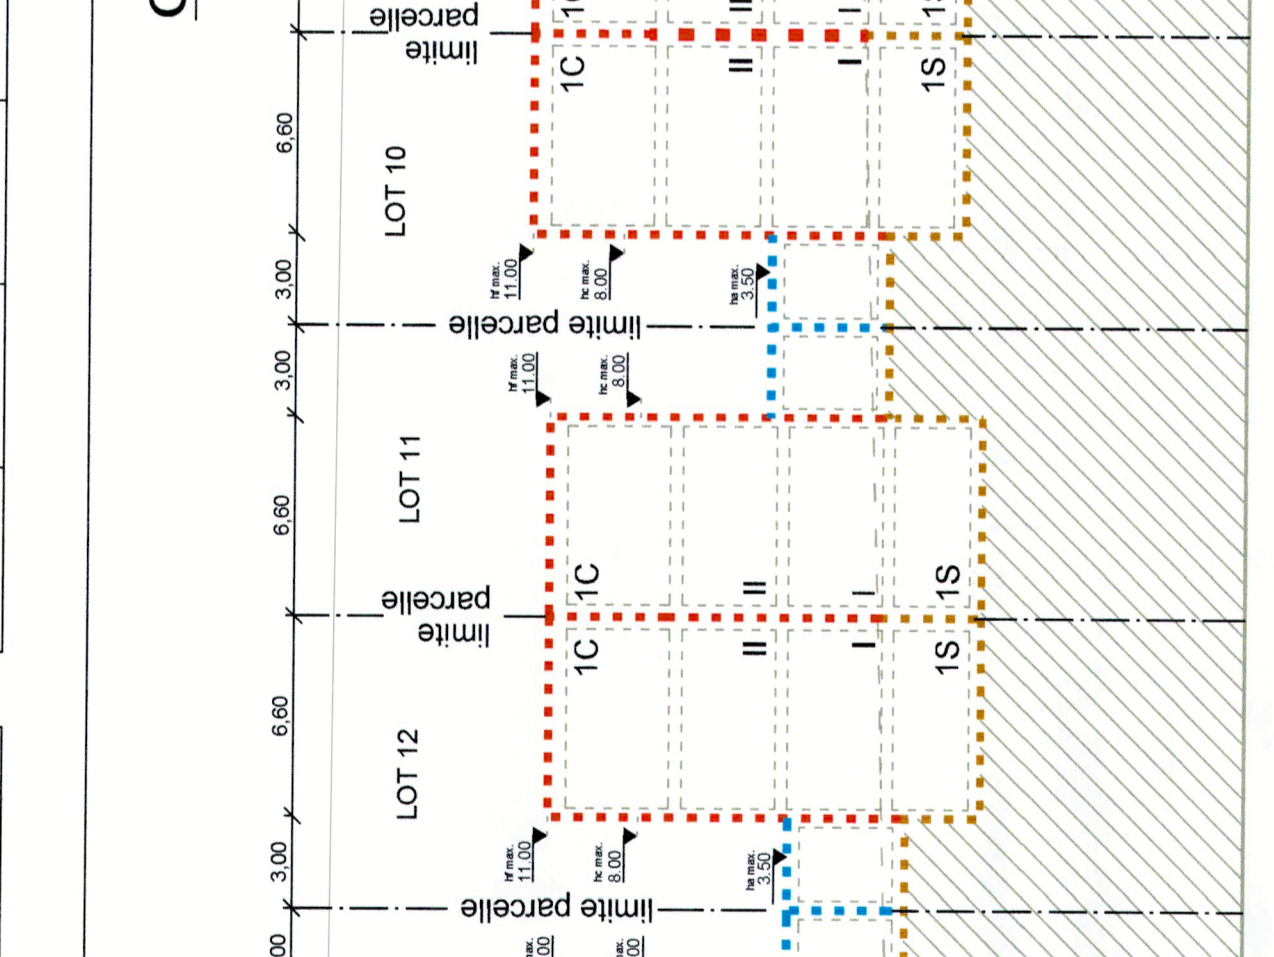 limite
parcelle
6,60
LOT 10
1C
II
I
1S
hf max.
11.00
hc max.
8.00
ha max.
3.50
3,00
limite parcelle
3,00
hf max.
11.00
hc max.
8.00
LOT 11
6,60
1C
II
I
1S
limite
parcelle
1C
II
I
1S
6,60
LOT 12
hf max.
11.00
hc max.
8.00
ha max.
3.50
3,00
limite parcelle